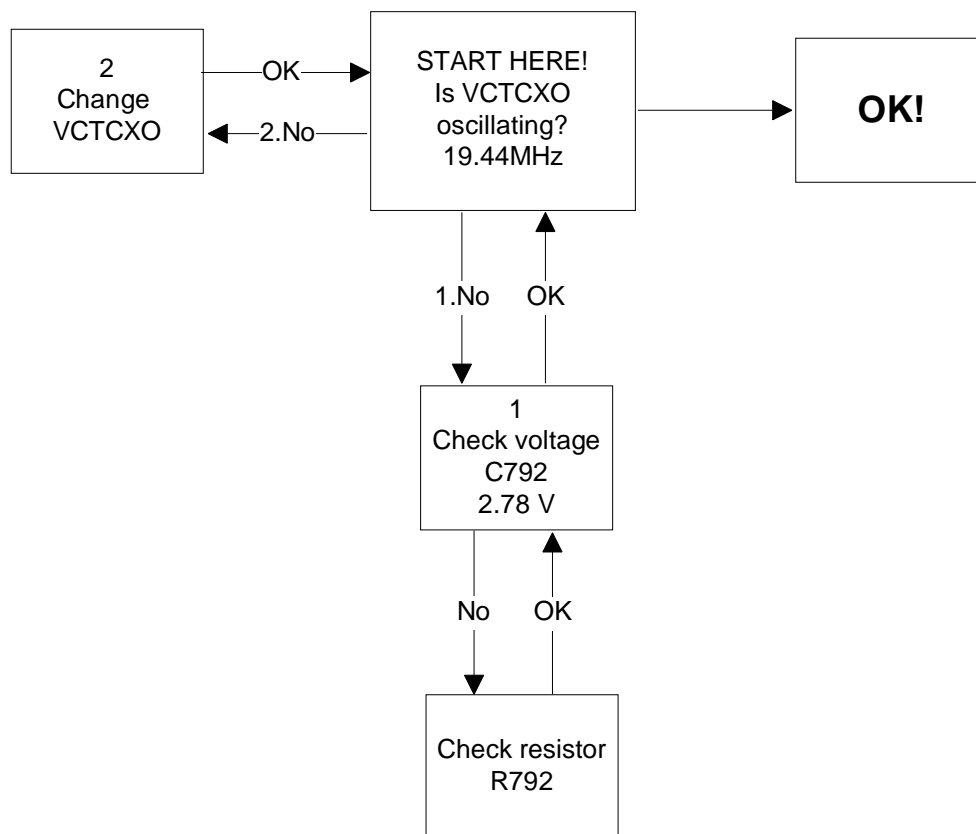 2
Change
VCTCXO
OK
2.No
START HERE!
Is VCTCXO
oscillating?
19.44MHz
OK!
1.No
OK
1
Check voltage
C792
2.78 V
No
OK
Check resistor
R792